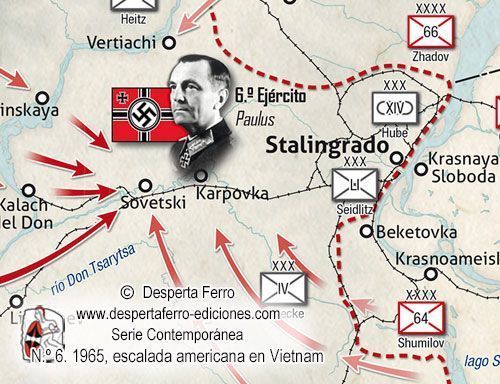 Heitz
XXXX
66
Zhadov
Vertiachi
6.º Ejército
Paulus
XXX
XIV
Hube
Stalingrado
Krasnaya
Sloboda
XXX
LI
Seidlitz
Kalach
del Don
Sovetski
Karpovka
Beketovka
río Don Tsarytsa
XXX
IV
Krasnoarmeisk
XXXX
64
Shumilov
© Desperta Ferro
www.despertaferro-ediciones.com
Serie Contemporánea
N.º 6. 1965, escalada americana en Vietnam
lago S